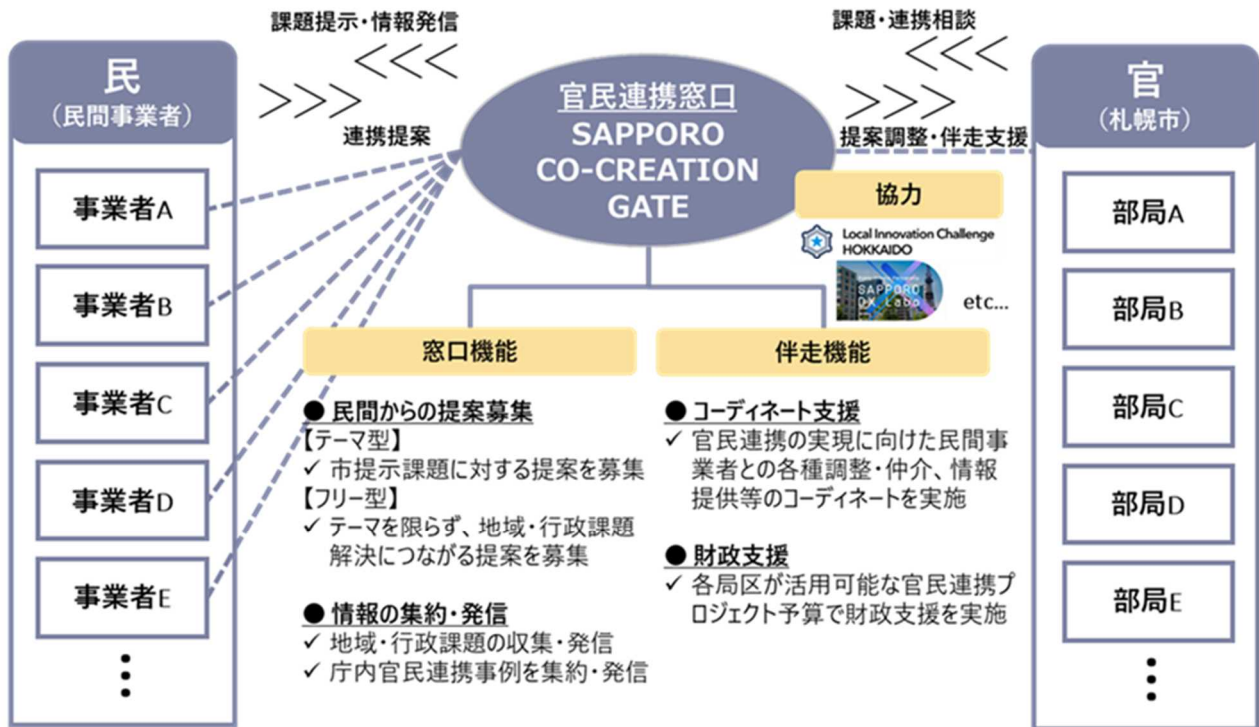 民
(民間事業者)
事業者A
事業者B
事業者C
事業者D
事業者E
課題提示・情報発信
連携提案
官民連携窓口
SAPPORO
CO-CREATION
GATE
課題・連携相談
提案調整・伴走支援
協力
Local Innovation Challenge
HOKKAIDO
SAPPORO
DX Labo
etc...
窓口機能
● 民間からの提案募集
【テーマ型】
✓ 市提示課題に対する提案を募集
【フリー型】
✓ テーマを限らず、地域・行政課題
解決につながる提案を募集
● 情報の集約・発信
✓ 地域・行政課題の収集・発信
✓ 庁内官民連携事例を集約・発信
伴走機能
● コーディネート支援
✓ 官民連携の実現に向けた民間事
業者との各種調整・仲介、情報
提供等のコーディネートを実施
● 財政支援
✓ 各局区が活用可能な官民連携プ
ロジェクト予算で財政支援を実施
官
(札幌市)
部局A
部局B
部局C
部局D
部局E